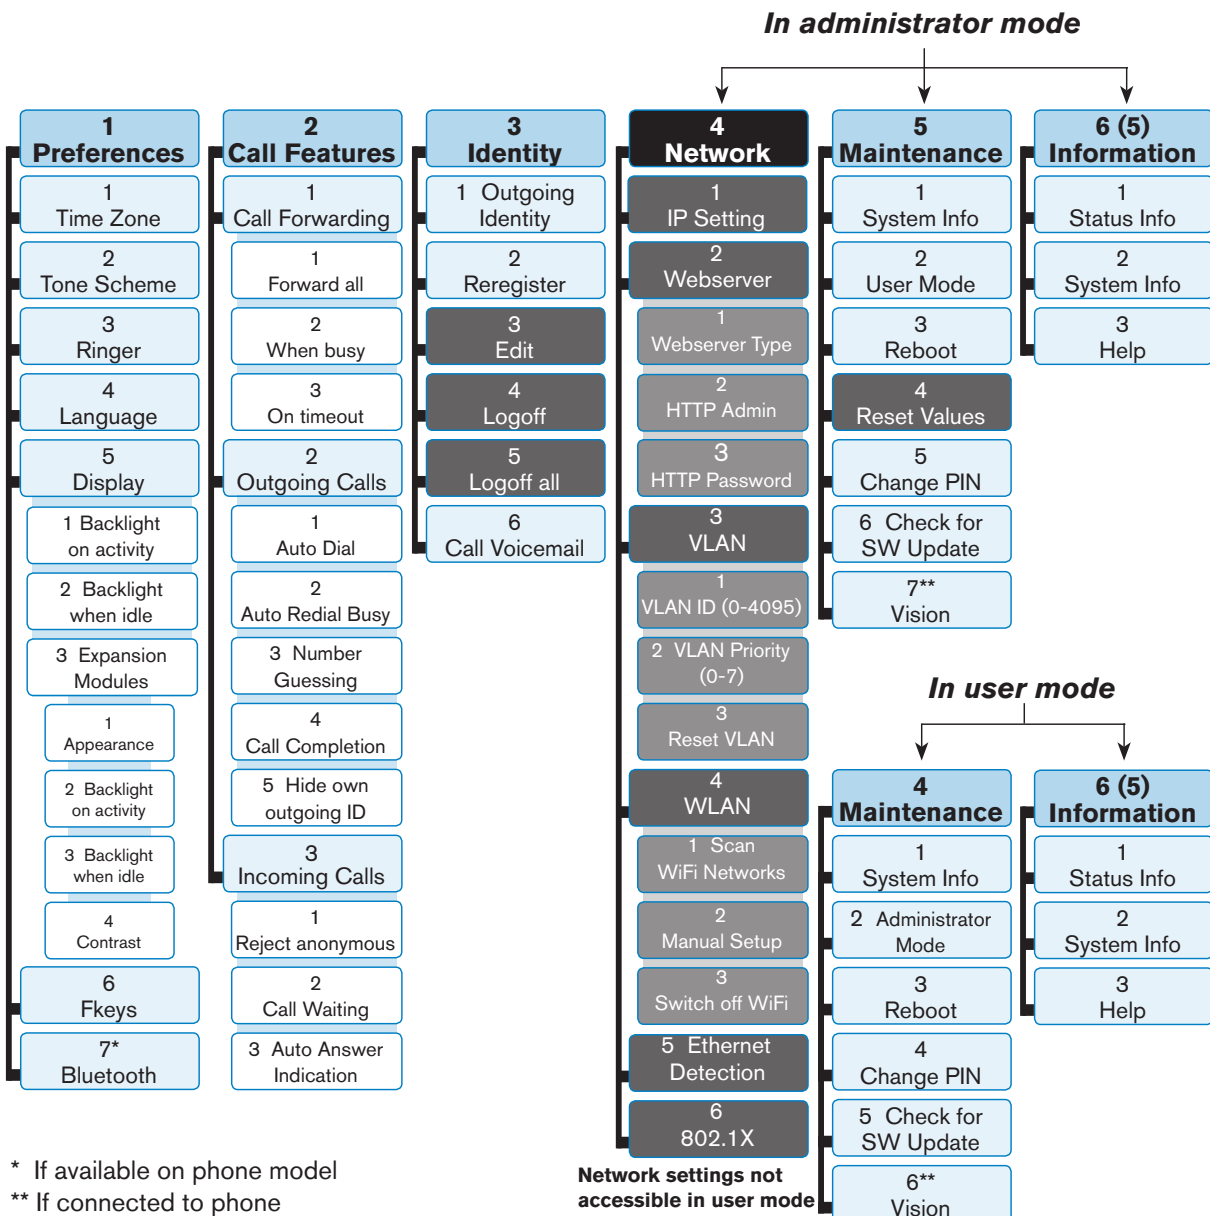 In administrator mode
1
Preferences
1
Time Zone
2
Tone Scheme
3
Ringer
4
Language
5
Display
1 Backlight
on activity
2 Backlight
when idle
3 Expansion
Modules
1
Appearance
2 Backlight
on activity
3 Backlight
when idle
4
Contrast
6
Fkeys
7*
Bluetooth
2
Call Features
1
Call Forwarding
1
Forward all
2
When busy
3
On timeout
2
Outgoing Calls
1
Auto Dial
2
Auto Redial Busy
3 Number
Guessing
4
Call Completion
5 Hide own
outgoing ID
3
Incoming Calls
1
Reject anonymous
2
Call Waiting
3 Auto Answer
Indication
3
Identity
1 Outgoing
Identity
2
Reregister
3
Edit
4
Logoff
5
Logoff all
6
Call Voicemail
4
Network
1
IP Setting
2
Webserver
1
Webserver Type
2
HTTP Admin
3
HTTP Password
3
VLAN
1
VLAN ID (0-4095)
2 VLAN Priority
(0-7)
3
Reset VLAN
4
WLAN
1 Scan
WiFi Networks
2
Manual Setup
3
Switch off WiFi
5 Ethernet
Detection
6
802.1X
Network settings not
accessible in user mode
5
Maintenance
1
System Info
2
User Mode
3
Reboot
4
Reset Values
5
Change PIN
6 Check for
SW Update
7**
Vision
6 (5)
Information
1
Status Info
2
System Info
3
Help
In user mode
4
Maintenance
1
System Info
2 Administrator
Mode
3
Reboot
4
Change PIN
5 Check for
SW Update
6**
Vision
6 (5)
Information
1
Status Info
2
System Info
3
Help
* If available on phone model
** If connected to phone